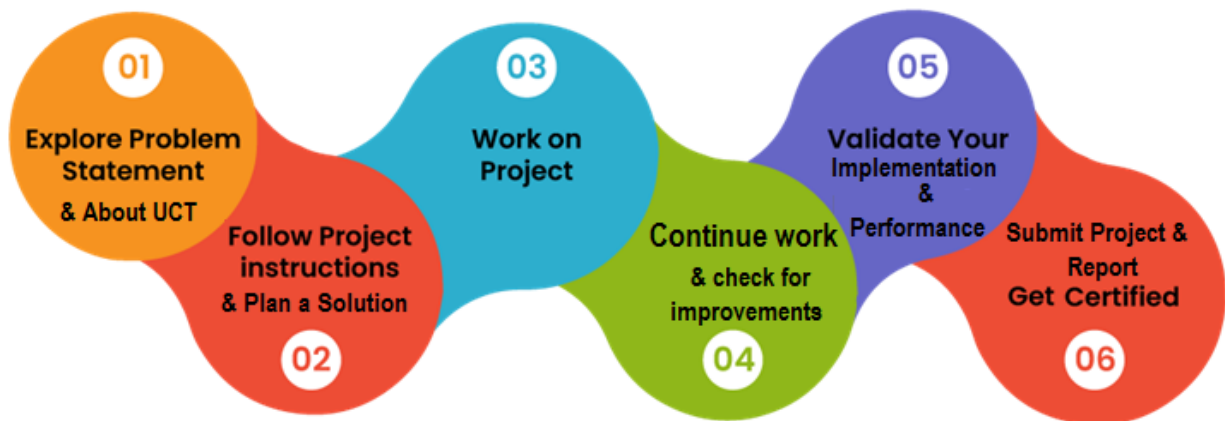 01
Explore Problem
Statement
& About UCT
Follow Project
instructions
& Plan a Solution
02
03
Work on
Project
Continue work
& check for
improvements
04
05
Validate Your
Implementation
&
Performance
Submit Project &
Report
Get Certified
06